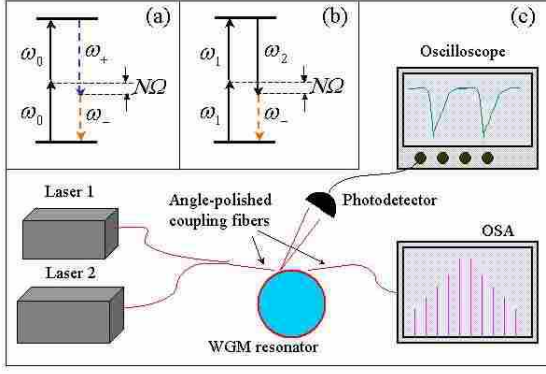 (a)
ω₀
ω₊
NΩ
ω₀
ω₋
(b)
ω₁
ω₂
NΩ
ω₁
ω₋
(c)
Oscilloscope
Laser 1
Angle-polished
coupling fibers
Photodetector
Laser 2
OSA
WGM resonator